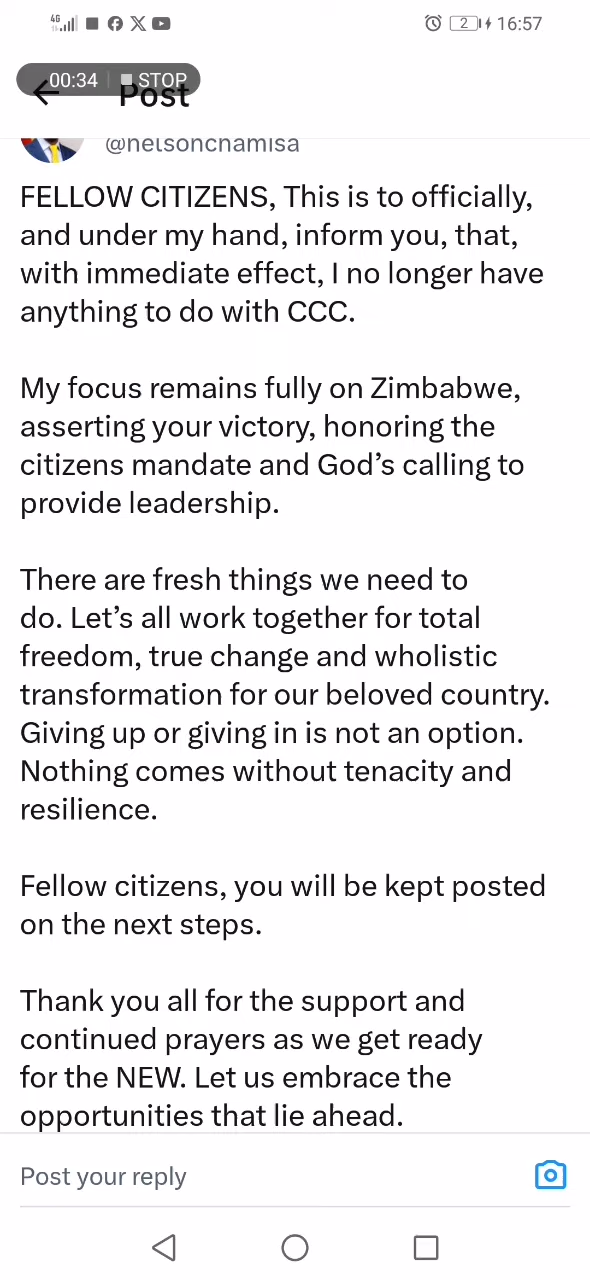 4G
16:57
2
00:34 STOP
Post
@nelsonchamisa
FELLOW CITIZENS, This is to officially,
and under my hand, inform you, that,
with immediate effect, I no longer have
anything to do with CCC.
My focus remains fully on Zimbabwe,
asserting your victory, honoring the
citizens mandate and God’s calling to
provide leadership.
There are fresh things we need to
do. Let’s all work together for total
freedom, true change and wholistic
transformation for our beloved country.
Giving up or giving in is not an option.
Nothing comes without tenacity and
resilience.
Fellow citizens, you will be kept posted
on the next steps.
Thank you all for the support and
continued prayers as we get ready
for the NEW. Let us embrace the
opportunities that lie ahead.
Post your reply